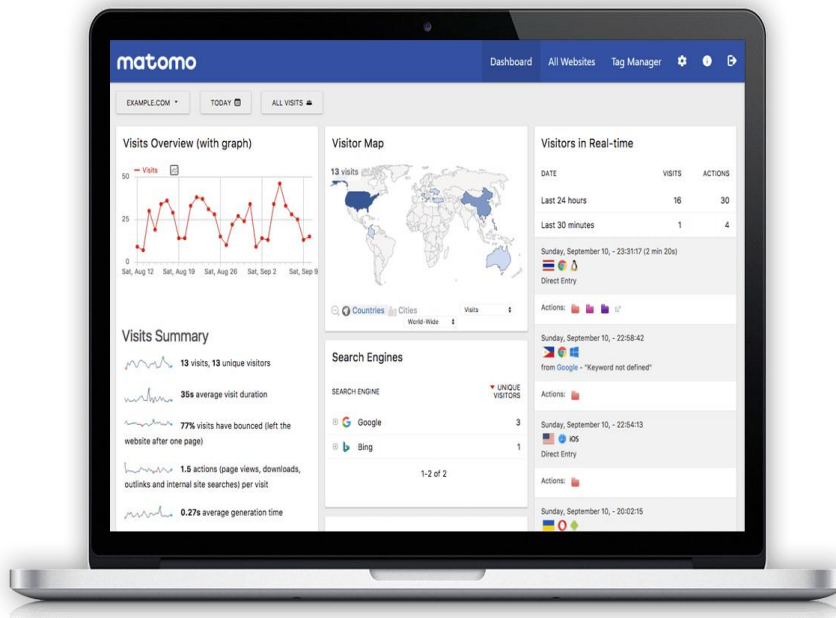 matomo
Dashboard
All Websites
Tag Manager
EXAMPLE.COM
TODAY
ALL VISITS
Visits Overview (with graph)
Visits
50
25
0
Sat, Aug 12
Sat, Aug 19
Sat, Aug 26
Sat, Sep 2
Sat, Sep 9
Visits Summary
13 visits, 13 unique visitors
35s average visit duration
77% visits have bounced (left the
website after one page)
1.5 actions (page views, downloads,
outlinks and internal site searches) per visit
0.27s average generation time
Visitor Map
13 visits
Countries
Cities
Visits
World-Wide
Search Engines
SEARCH ENGINE
UNIQUE
VISITORS
Google 3
Bing 1
1-2 of 2
Visitors in Real-time
DATE VISITS ACTIONS
Last 24 hours 16 30
Last 30 minutes 1 4
Sunday, September 10, - 23:31:17 (2 min 20s)
Direct Entry
Actions:
Sunday, September 10, - 22:58:42
from Google - "Keyword not defined"
Actions:
Sunday, September 10, - 22:54:13
iOS
Direct Entry
Actions:
Sunday, September 10, - 20:02:15